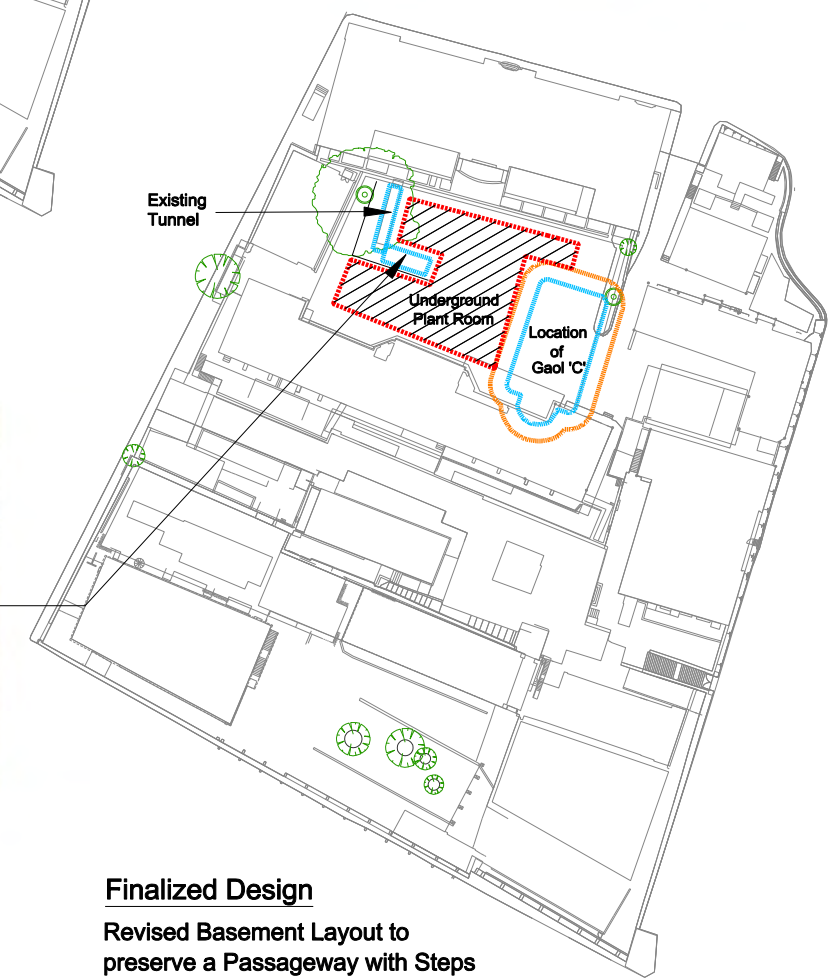 Existing
Tunnel
Underground
Plant Room
Location
of
Gaol 'C'
Finalized Design
Revised Basement Layout to
preserve a Passageway with Steps